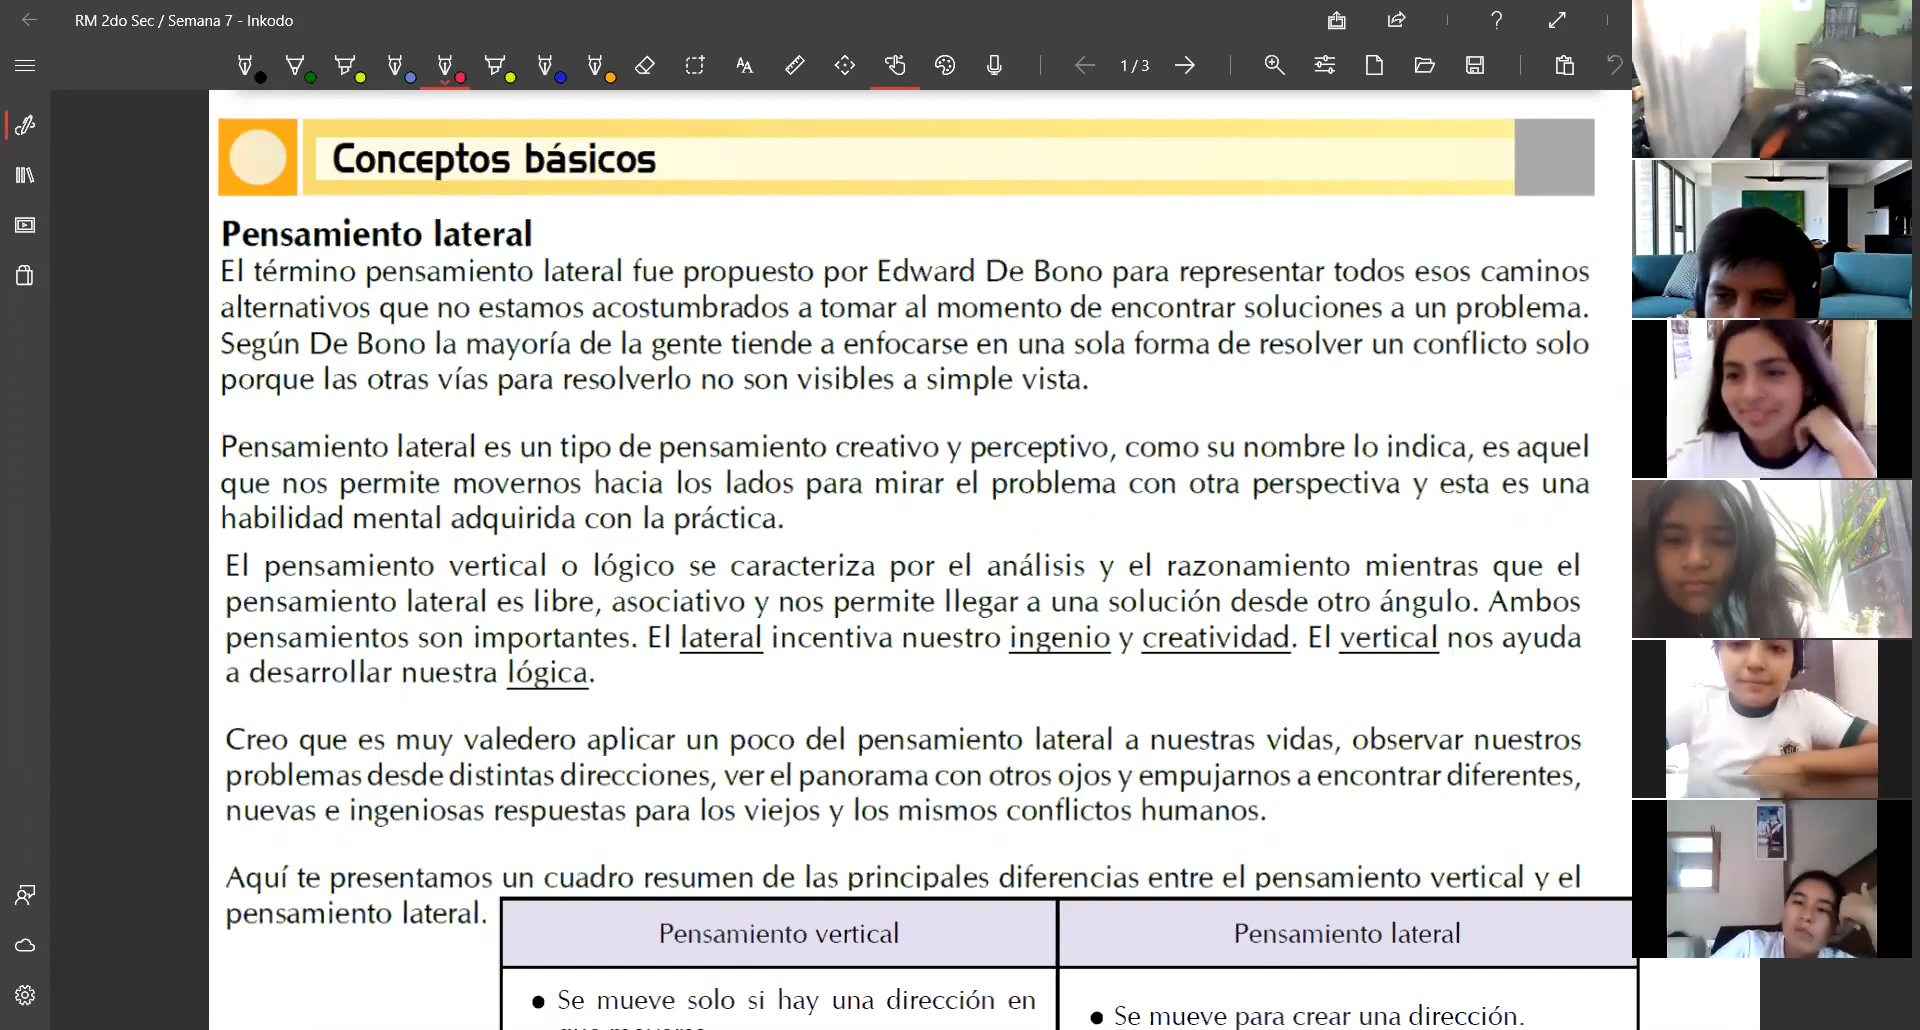 RM 2do Sec / Semana 7 - Inkodo
1 / 3
Conceptos básicos
Pensamiento lateral
El término pensamiento lateral fue propuesto por Edward De Bono para representar todos esos caminos
alternativos que no estamos acostumbrados a tomar al momento de encontrar soluciones a un problema.
Según De Bono la mayoría de la gente tiende a enfocarse en una sola forma de resolver un conflicto solo
porque las otras vías para resolverlo no son visibles a simple vista.
Pensamiento lateral es un tipo de pensamiento creativo y perceptivo, como su nombre lo indica, es aquel
que nos permite movernos hacia los lados para mirar el problema con otra perspectiva y esta es una
habilidad mental adquirida con la práctica.
El pensamiento vertical o lógico se caracteriza por el análisis y el razonamiento mientras que el
pensamiento lateral es libre, asociativo y nos permite llegar a una solución desde otro ángulo. Ambos
pensamientos son importantes. El lateral incentiva nuestro ingenio y creatividad. El vertical nos ayuda
a desarrollar nuestra lógica.
Creo que es muy valedero aplicar un poco del pensamiento lateral a nuestras vidas, observar nuestros
problemas desde distintas direcciones, ver el panorama con otros ojos y empujarnos a encontrar diferentes,
nuevas e ingeniosas respuestas para los viejos y los mismos conflictos humanos.
Aquí te presentamos un cuadro resumen de las principales diferencias entre el pensamiento vertical y el
pensamiento lateral.
Pensamiento vertical
Pensamiento lateral
● Se mueve solo si hay una dirección en
● Se mueve para crear una dirección.